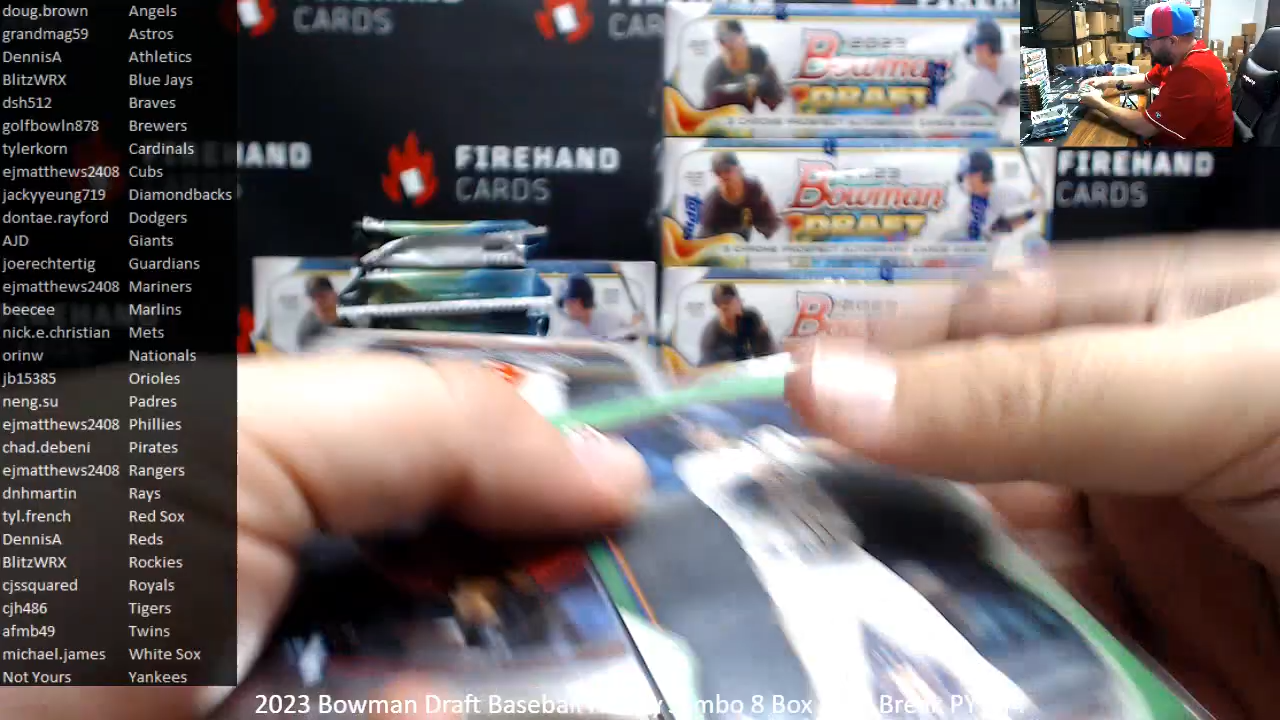 doug.brown Angels
grandmag59 Astros
DennisA Athletics
BlitzWRX Blue Jays
dsh512 Braves
golfbowln878 Brewers
tylerkorn Cardinals
ejmatthews2408 Cubs
jackyyeung719 Diamondbacks
dontae.rayford Dodgers
AJD Giants
joerechtertig Guardians
ejmatthews2408 Mariners
beecee Marlins
nick.e.christian Mets
orinw Nationals
jb15385 Orioles
neng.su Padres
ejmatthews2408 Phillies
chad.debeni Pirates
ejmatthews2408 Rangers
dnhmartin Rays
tyl.french Red Sox
DennisA Reds
BlitzWRX Rockies
cjssquared Royals
cjh486 Tigers
afmb49 Twins
michael.james White Sox
Not Yours Yankees
CARDS
FIREHAND
CARDS
FIREHAND
CARDS
2023
Bowman
DRAFT
Bowman
DRAFT
2023 Bowman Draft Baseball 8 Box